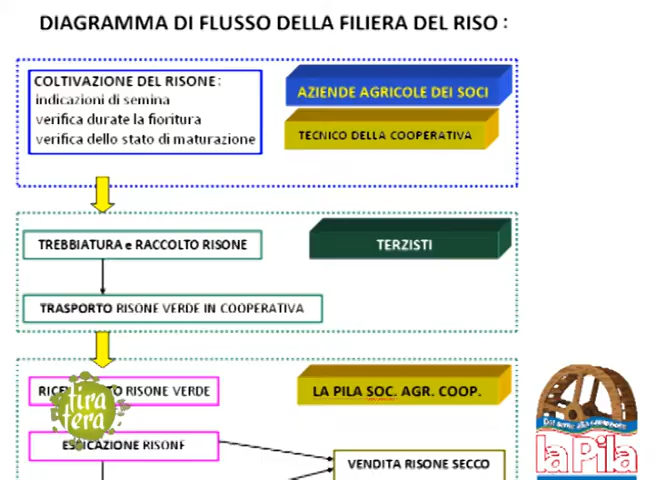 DIAGRAMMA DI FLUSSO DELLA FILIERA DEL RISO :
COLTIVAZIONE DEL RISONE:
indicazioni di semina
verifica durate la fioritura
verifica dello stato di maturazione
AZIENDE AGRICOLE DEI SOCI
TECNICO DELLA COOPERATIVA
TREBBIATURA e RACCOLTO RISONE
TERZISTI
TRASPORTO RISONE VERDE IN COOPERATIVA
RISONE VERDE
LA PILA SOC. AGR. COOP.
tira
tera
RISONE
VENDITA RISONE SECCO
la Pila